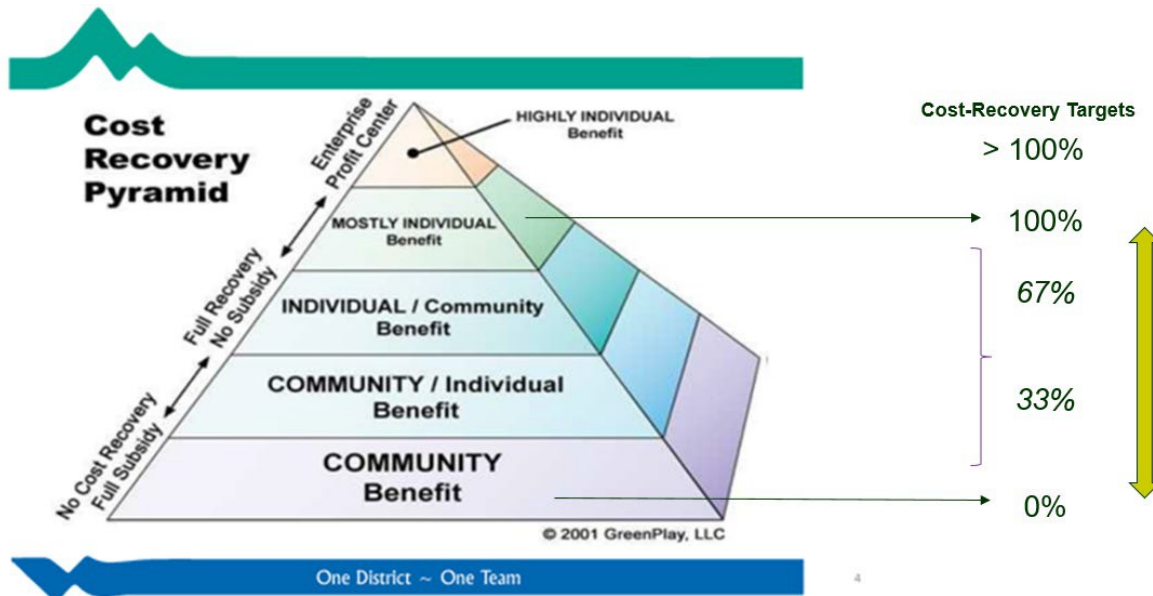 Cost
Recovery
Pyramid
Enterprise
Profit Center
Full Recovery
No Subsidy
No Cost Recovery
Full Subsidy
HIGHLY INDIVIDUAL
Benefit
MOSTLY INDIVIDUAL
Benefit
INDIVIDUAL / Community
Benefit
COMMUNITY / Individual
Benefit
COMMUNITY
Benefit
© 2001 GreenPlay, LLC
Cost-Recovery Targets
> 100%
100%
67%
33%
0%
One District ~ One Team
4